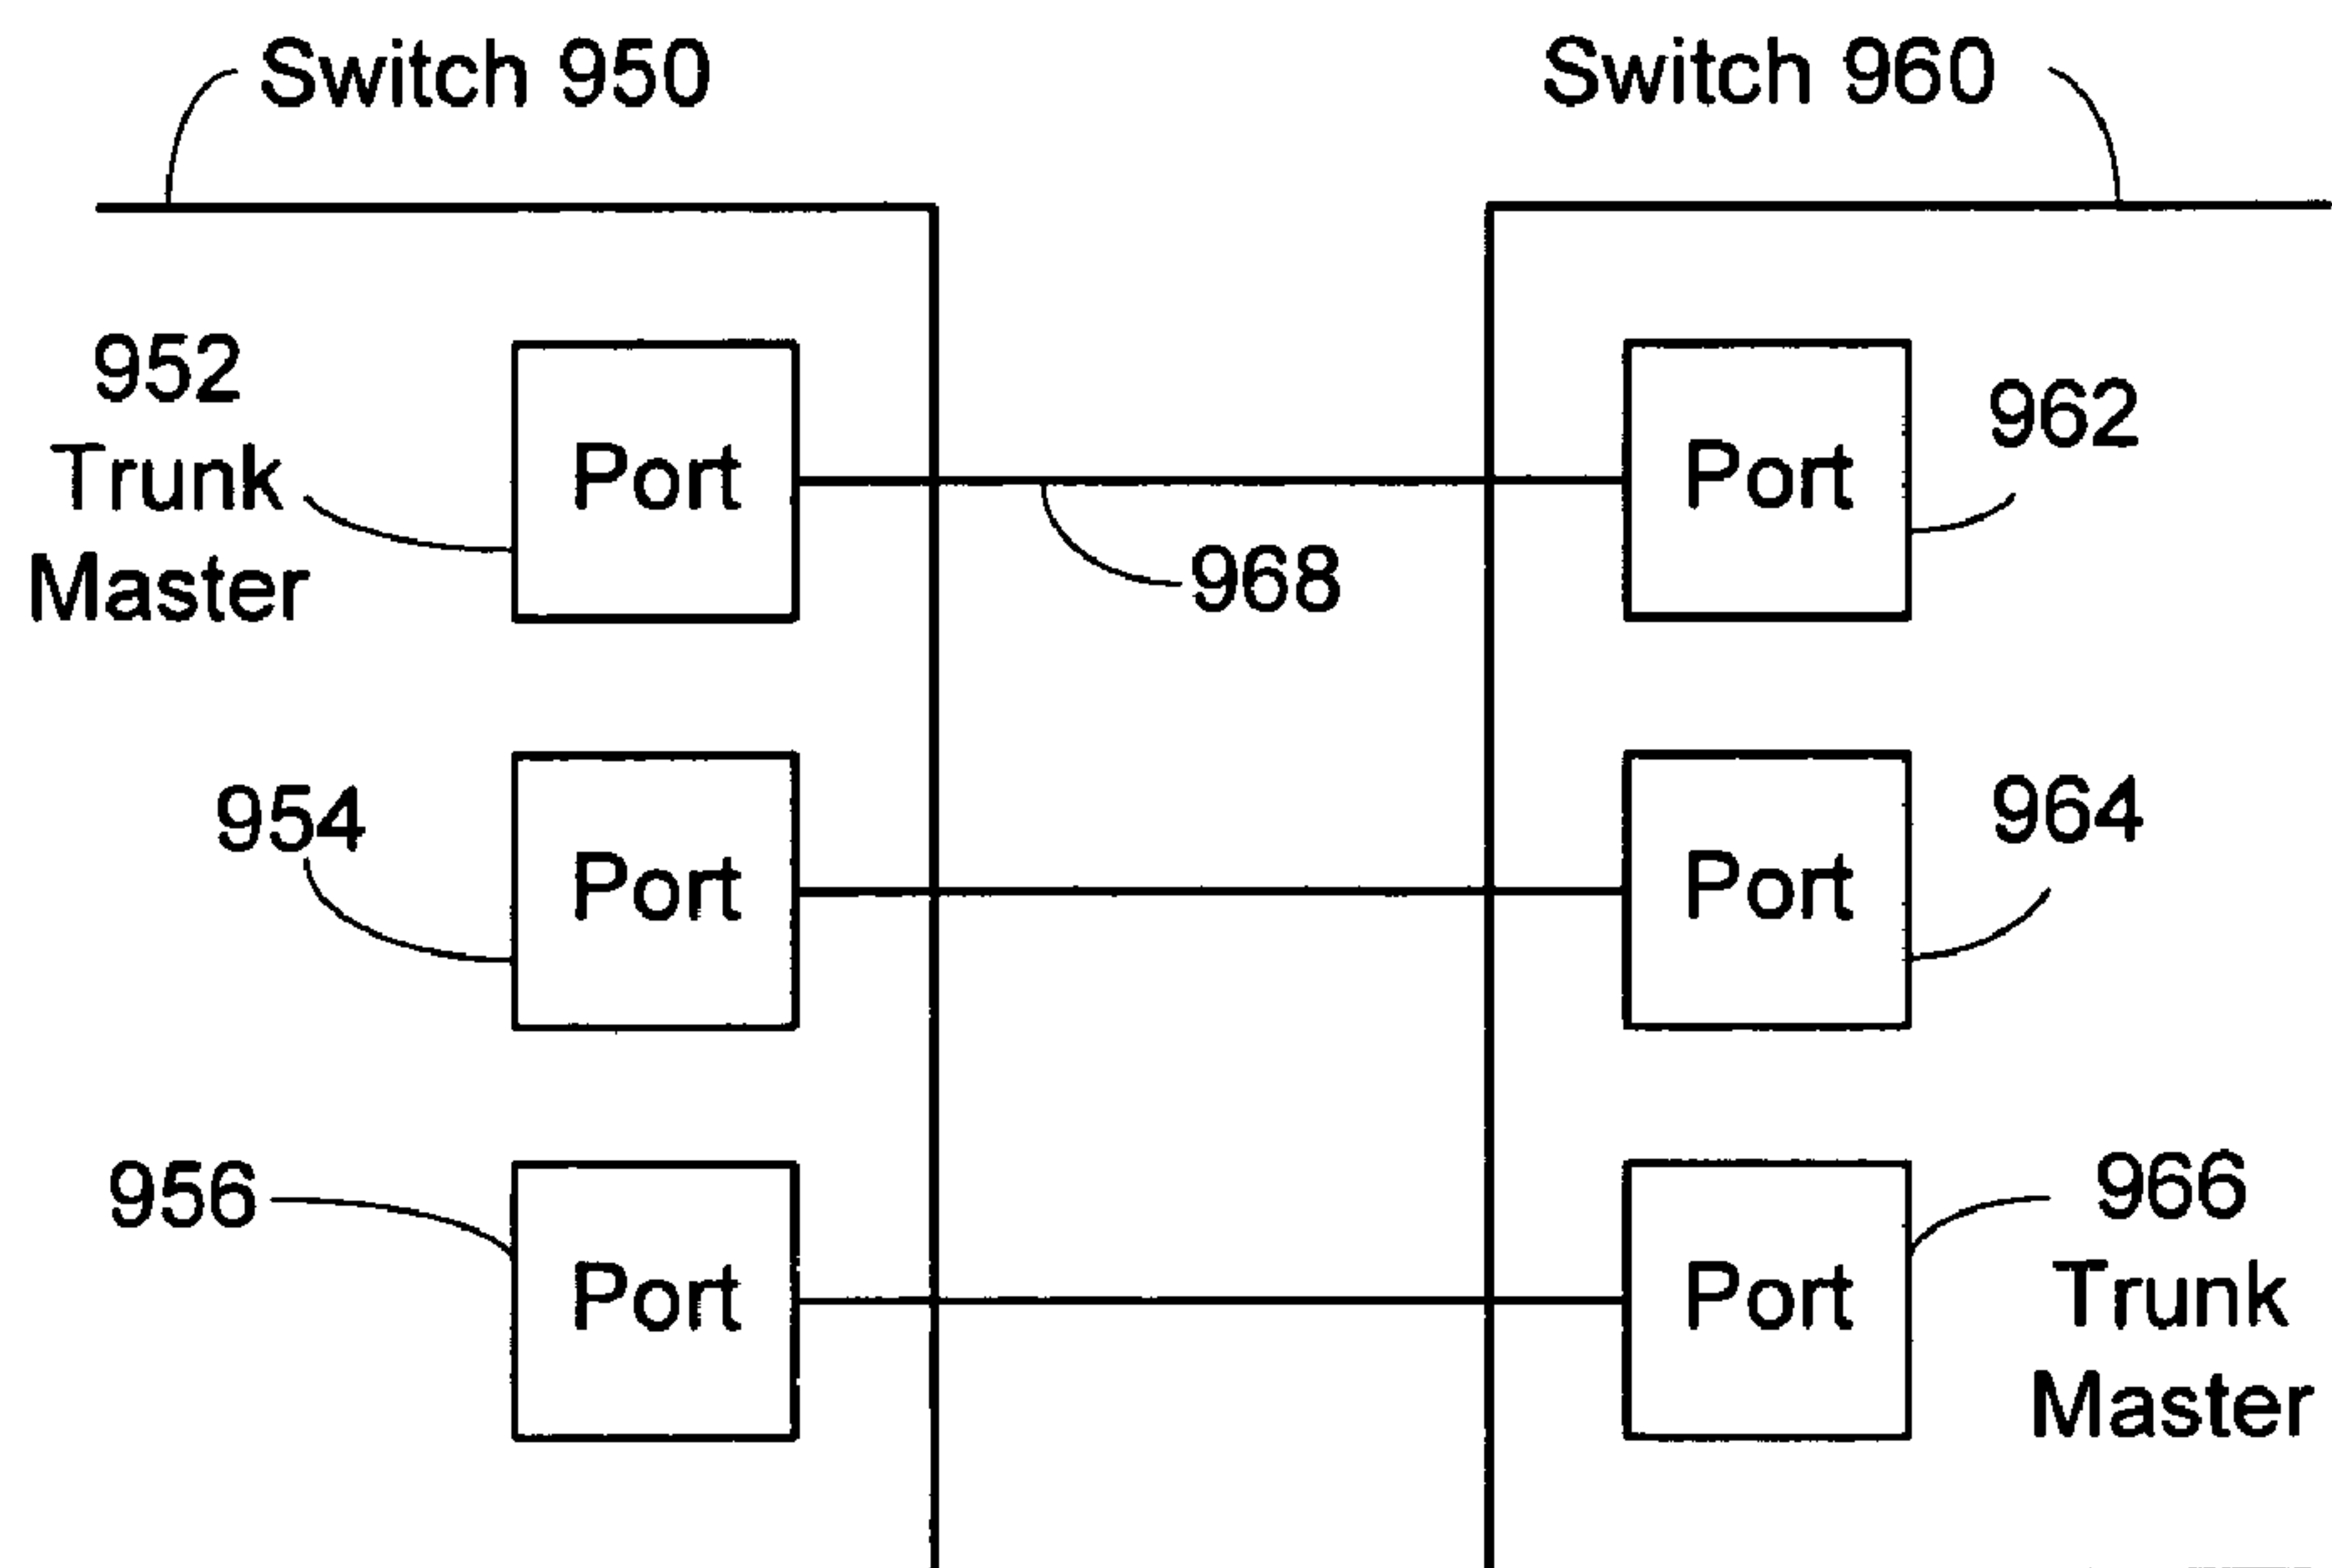 Switch 950
Switch 960
952
Trunk
Master
Port
Port
962
968
954
Port
Port
964
956
Port
Port
966
Trunk
Master